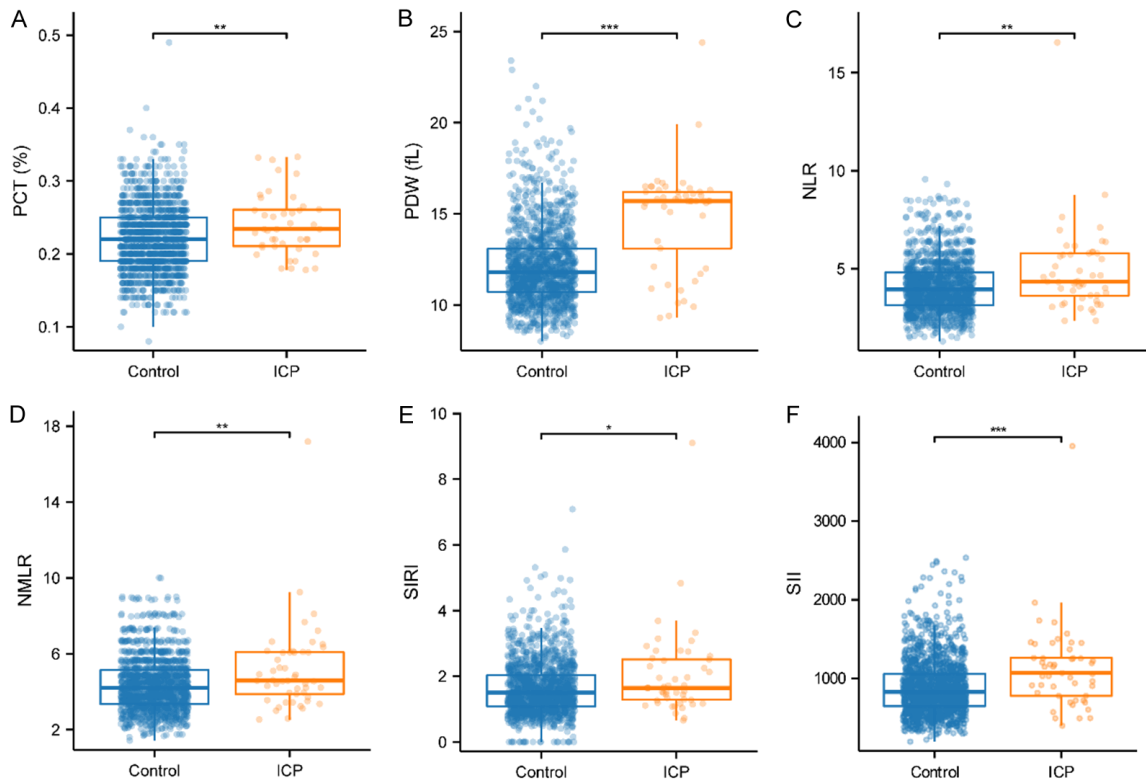 A
PCT (%)
0.5
0.4
0.3
0.2
0.1
**
Control
ICP
B
PDW (fL)
25
20
15
10
***
Control
ICP
C
NLR
15
10
5
**
Control
ICP
D
NMLR
18
14
10
6
2
**
Control
ICP
E
SIRI
10
8
6
4
2
0
*
Control
ICP
F
SII
4000
3000
2000
1000
***
Control
ICP